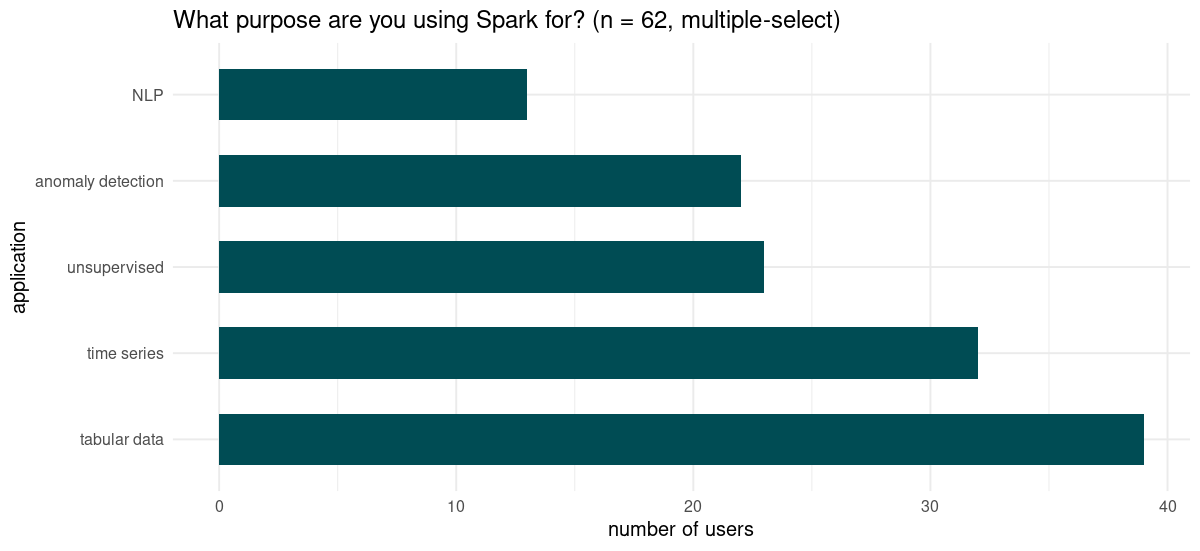 What purpose are you using Spark for? (n = 62, multiple-select)
NLP
anomaly detection
unsupervised
time series
tabular data
application
0 10 20 30 40
number of users